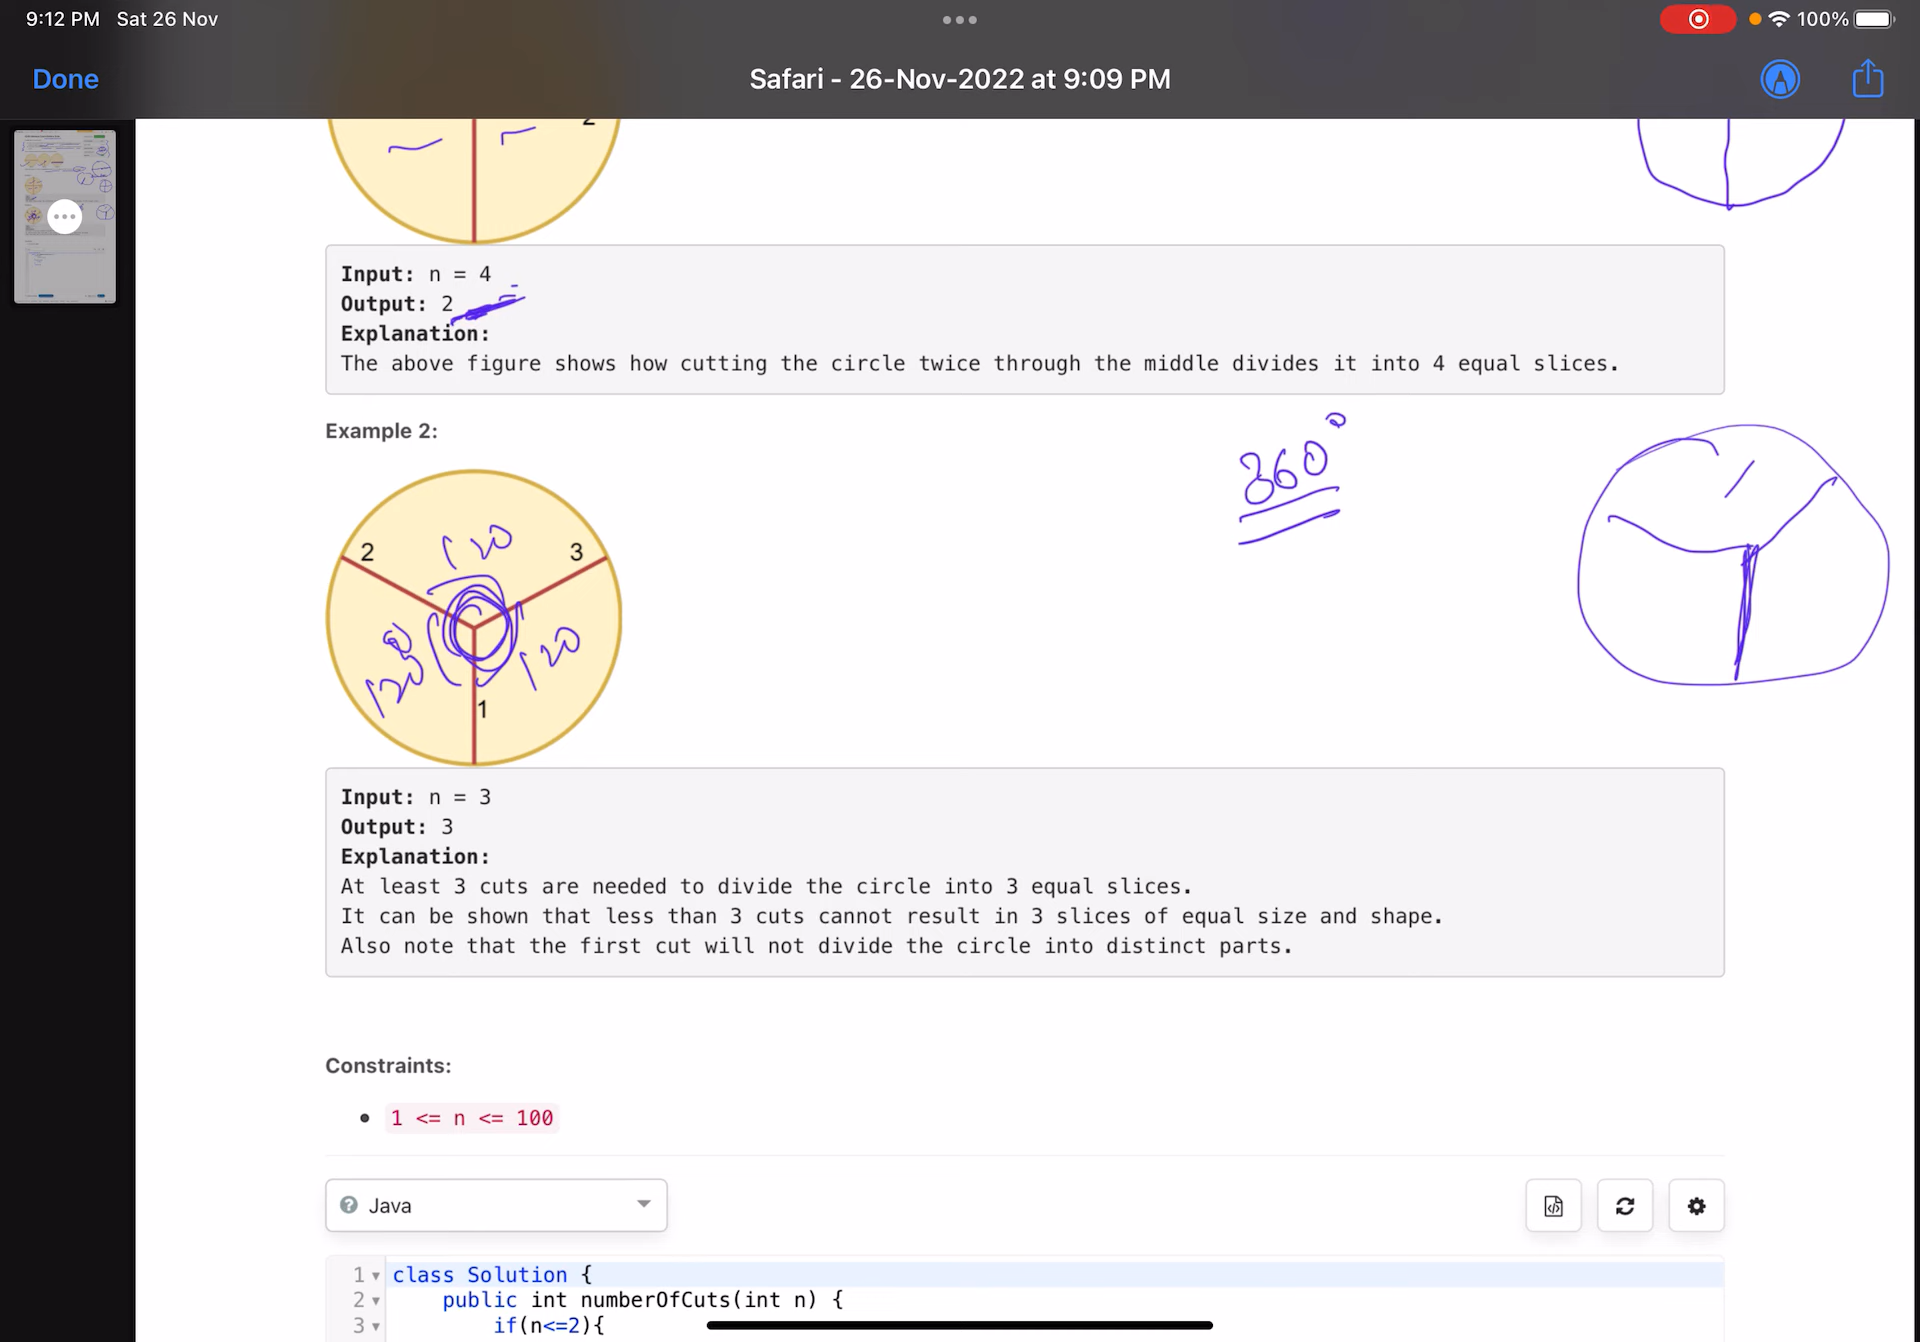 9:12 PM Sat 26 Nov
100%
Done
Safari - 26-Nov-2022 at 9:09 PM
Input: n = 4
Output: 2
Explanation:
The above figure shows how cutting the circle twice through the middle divides it into 4 equal slices.
Example 2:
360°
2
3
120
120°
120
1
Input: n = 3
Output: 3
Explanation:
At least 3 cuts are needed to divide the circle into 3 equal slices.
It can be shown that less than 3 cuts cannot result in 3 slices of equal size and shape.
Also note that the first cut will not divide the circle into distinct parts.
Constraints:
1 <= n <= 100
Java
1 class Solution {
2 public int numberOfCuts(int n) {
3 if(n<=2){